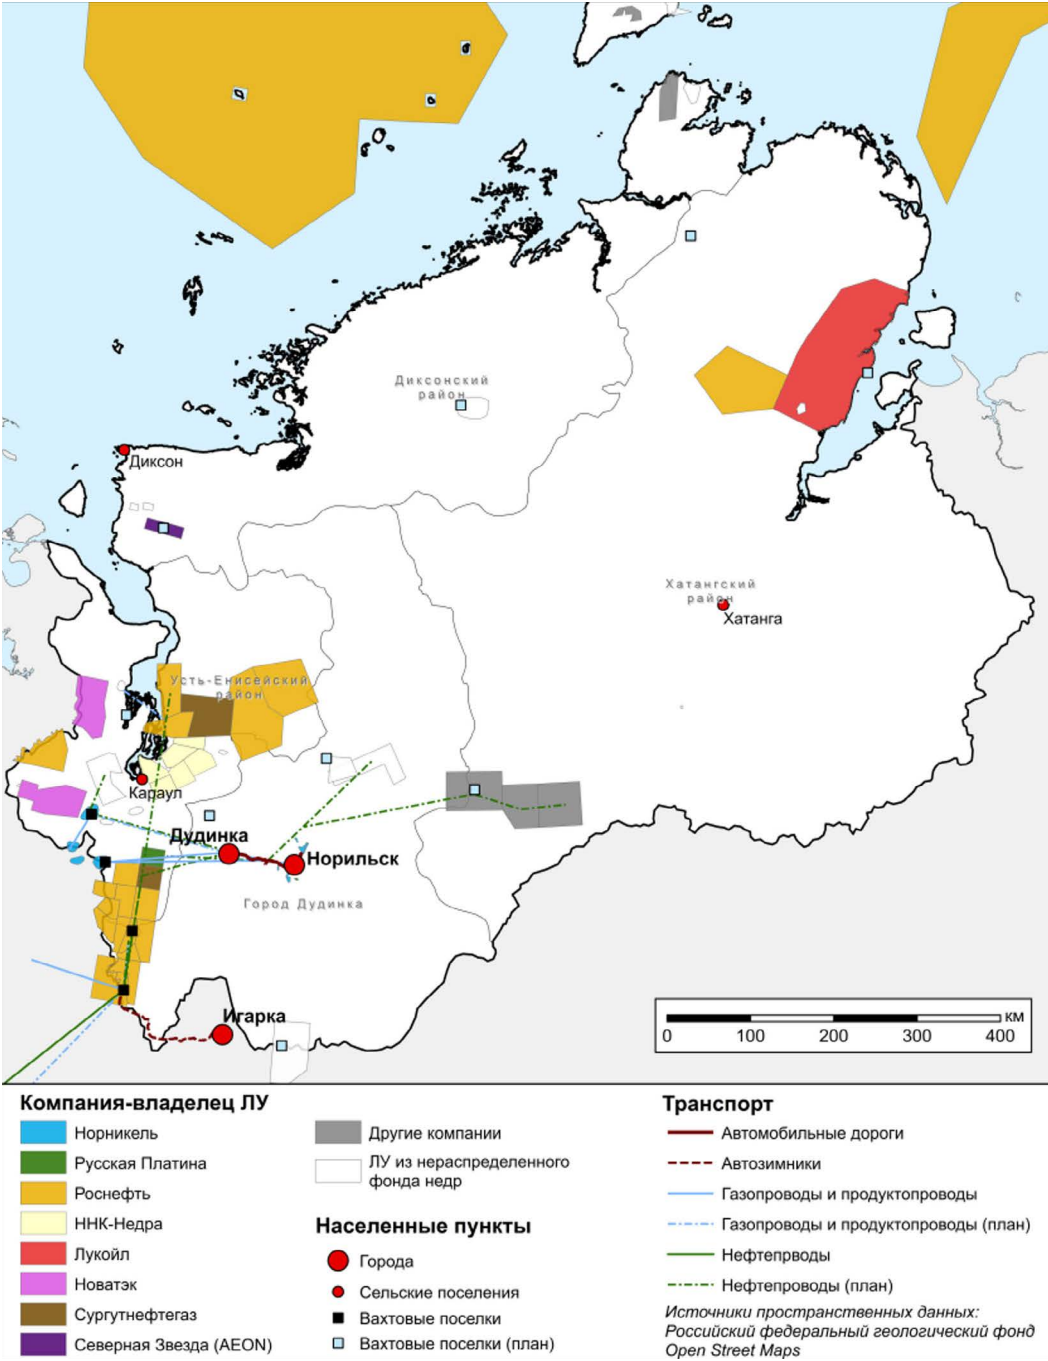 Диксонский
район
Диксон
Хатангский
район
Хатанга
Усть-Енисейский
район
Караул
Дудинка
Норильск
Город Дудинка
Игарка
0 100 200 300 400 км
Компания-владелец ЛУ
Норникель
Русская Платина
Роснефть
ННК-Недра
Лукойл
Новатэк
Сургутнефтегаз
Северная Звезда (AEON)
Другие компании
ЛУ из нераспределенного
фонда недр
Населенные пункты
Города
Сельские поселения
Вахтовые поселки
Вахтовые поселки (план)
Транспорт
Автомобильные дороги
Автозимники
Газопроводы и продуктопроводы
Газопроводы и продуктопроводы (план)
Нефтепрводы
Нефтепроводы (план)
Источники пространственных данных:
Российский федеральный геологический фонд
Open Street Maps